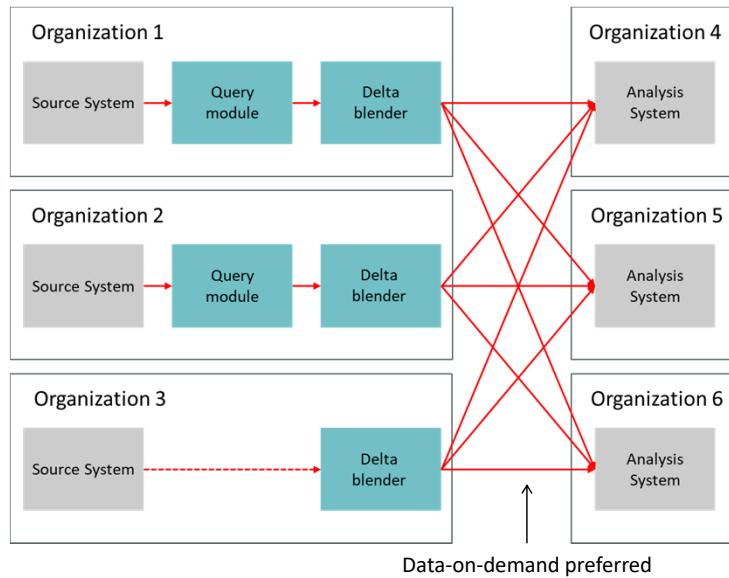 Organization 1
Source System
Query
module
Delta
blender
Organization 4
Analysis
System
Organization 2
Source System
Query
module
Delta
blender
Organization 5
Analysis
System
Organization 3
Source System
Delta
blender
Organization 6
Analysis
System
Data-on-demand preferred